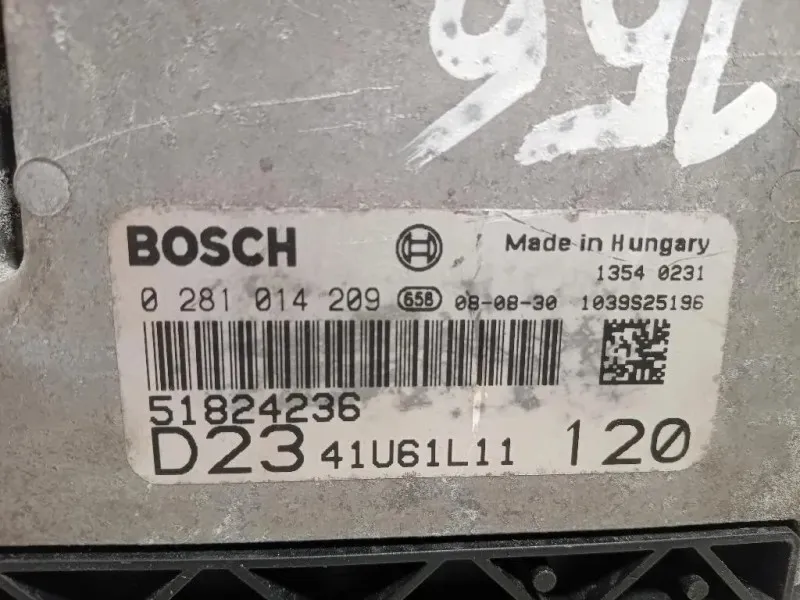 166
BOSCH
Made in Hungary
1354 0231
0 281 014 209 658 08-08-30 1039S25196
51824236
D23 41U61L11 120